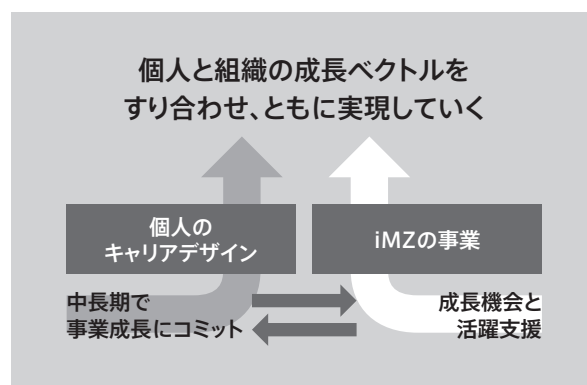 個人と組織の成長ベクトルを
すり合わせ、ともに実現していく
個人の
キャリアデザイン
iMZの事業
中長期で
事業成長にコミット
成長機会と
活躍支援